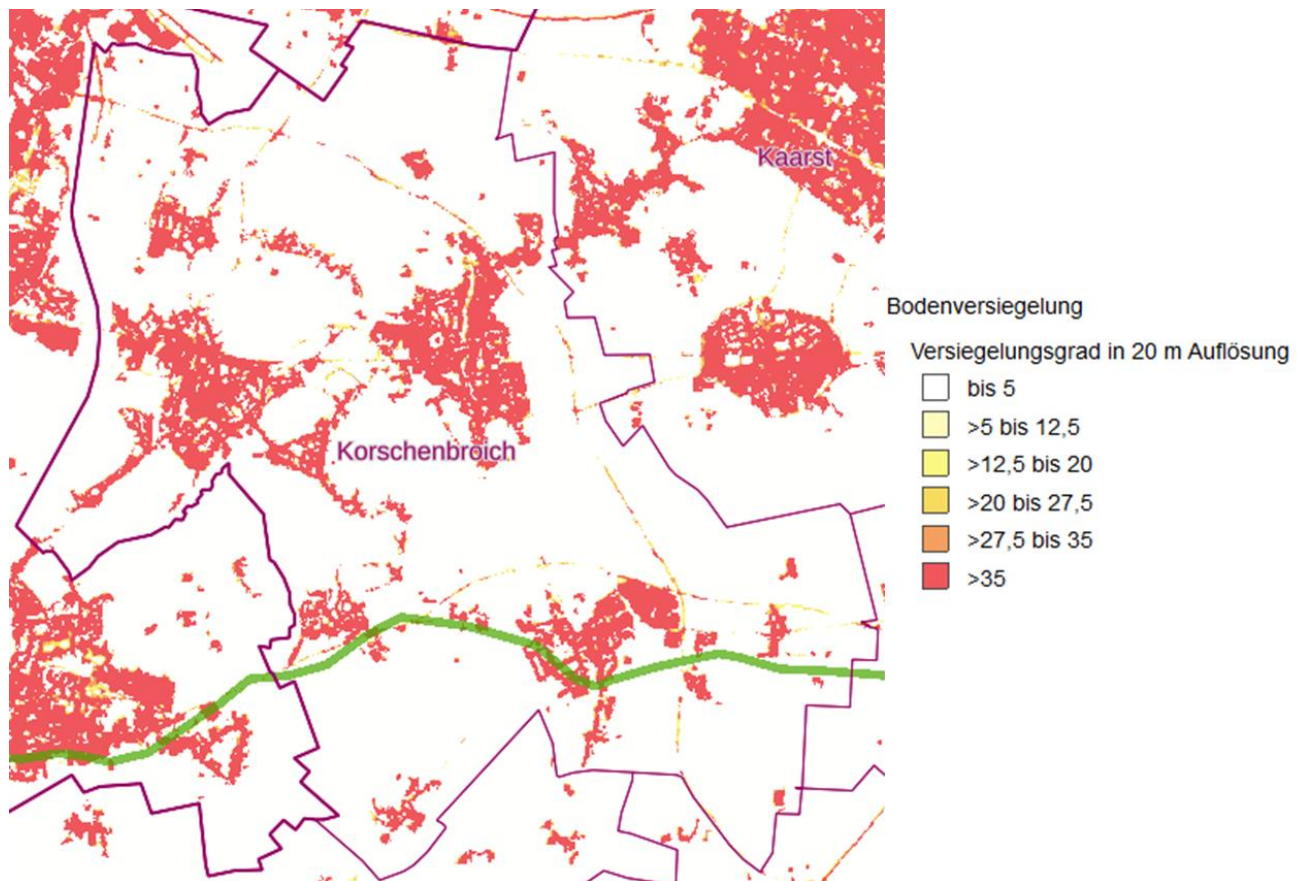 Kaarst
Korschenbroich
Bodenversiegelung
Versiegelungsgrad in 20 m Auflösung
bis 5
>5 bis 12,5
>12,5 bis 20
>20 bis 27,5
>27,5 bis 35
>35